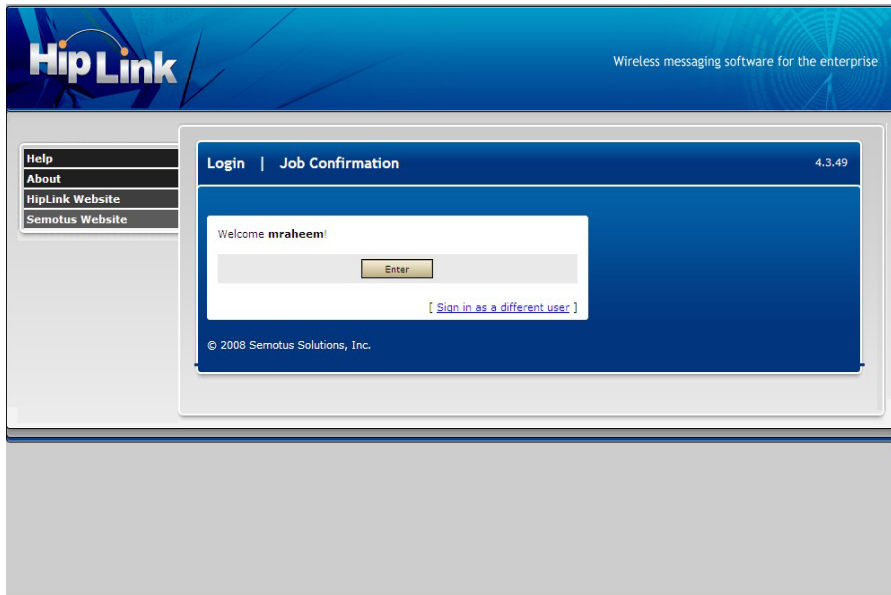 HipLink
Wireless messaging software for the enterprise
Help
About
HipLink Website
Semotus Website
Login | Job Confirmation
4.3.49
Welcome mraheem!
Enter
[ Sign in as a different user ]
© 2008 Semotus Solutions, Inc.